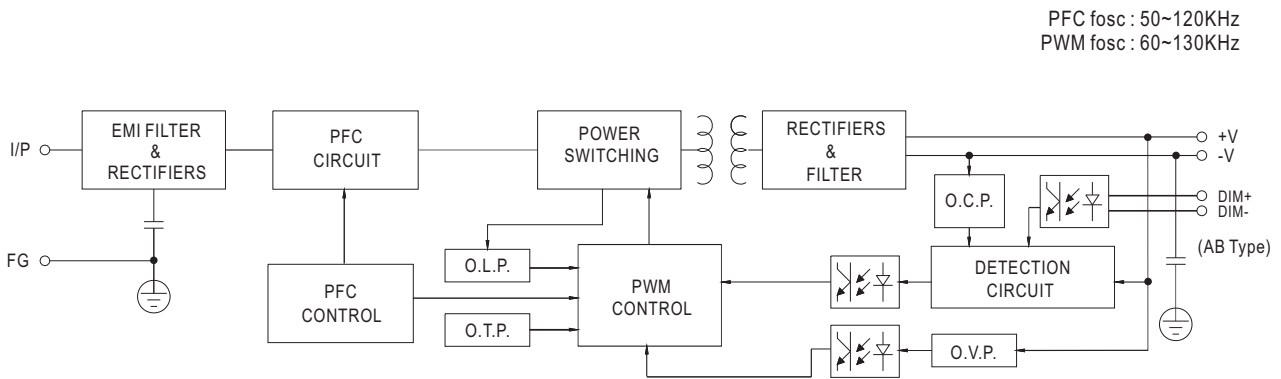 PFC fosc : 50~120KHz
PWM fosc : 60~130KHz
I/P
EMI FILTER
&
RECTIFIERS
PFC
CIRCUIT
POWER
SWITCHING
RECTIFIERS
&
FILTER
+V
-V
O.C.P.
DIM+
DIM-
(AB Type)
FG
O.L.P.
PFC
CONTROL
O.T.P.
PWM
CONTROL
DETECTION
CIRCUIT
O.V.P.